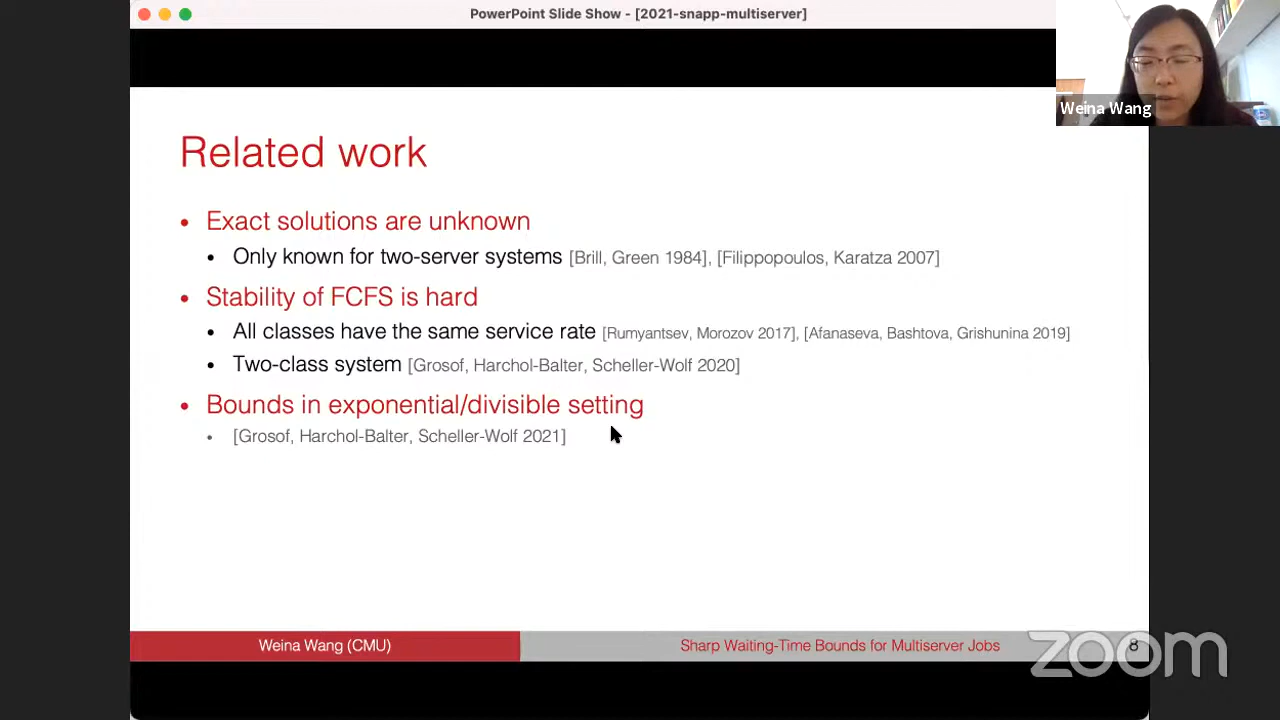 PowerPoint Slide Show - [2021-snapp-multiserver]
Weina Wang
Related work
• Exact solutions are unknown
• Only known for two-server systems [Brill, Green 1984], [Filippopoulos, Karatza 2007]
• Stability of FCFS is hard
• All classes have the same service rate [Rumyantsev, Morozov 2017], [Afanaseva, Bashtova, Grishunina 2019]
• Two-class system [Grosof, Harchol-Balter, Scheller-Wolf 2020]
• Bounds in exponential/divisible setting
• [Grosof, Harchol-Balter, Scheller-Wolf 2021]
Weina Wang (CMU)
Sharp Waiting-Time Bounds for Multiserver Jobs
8
zoom